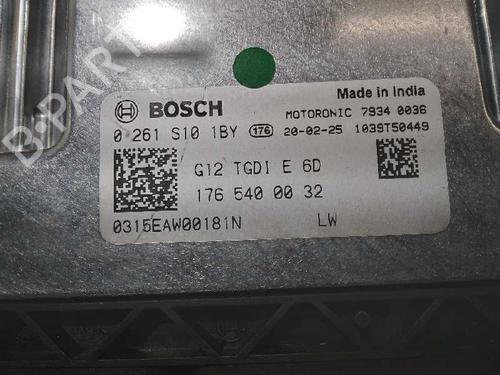 B-PARTS
Made in India
BOSCH
MOTORONIC 7934 0036
0 261 S10 1BY 176 20-02-25 1039T50449
G12 TGDI E 6D
176 540 00 32
0315EAW00181N LW